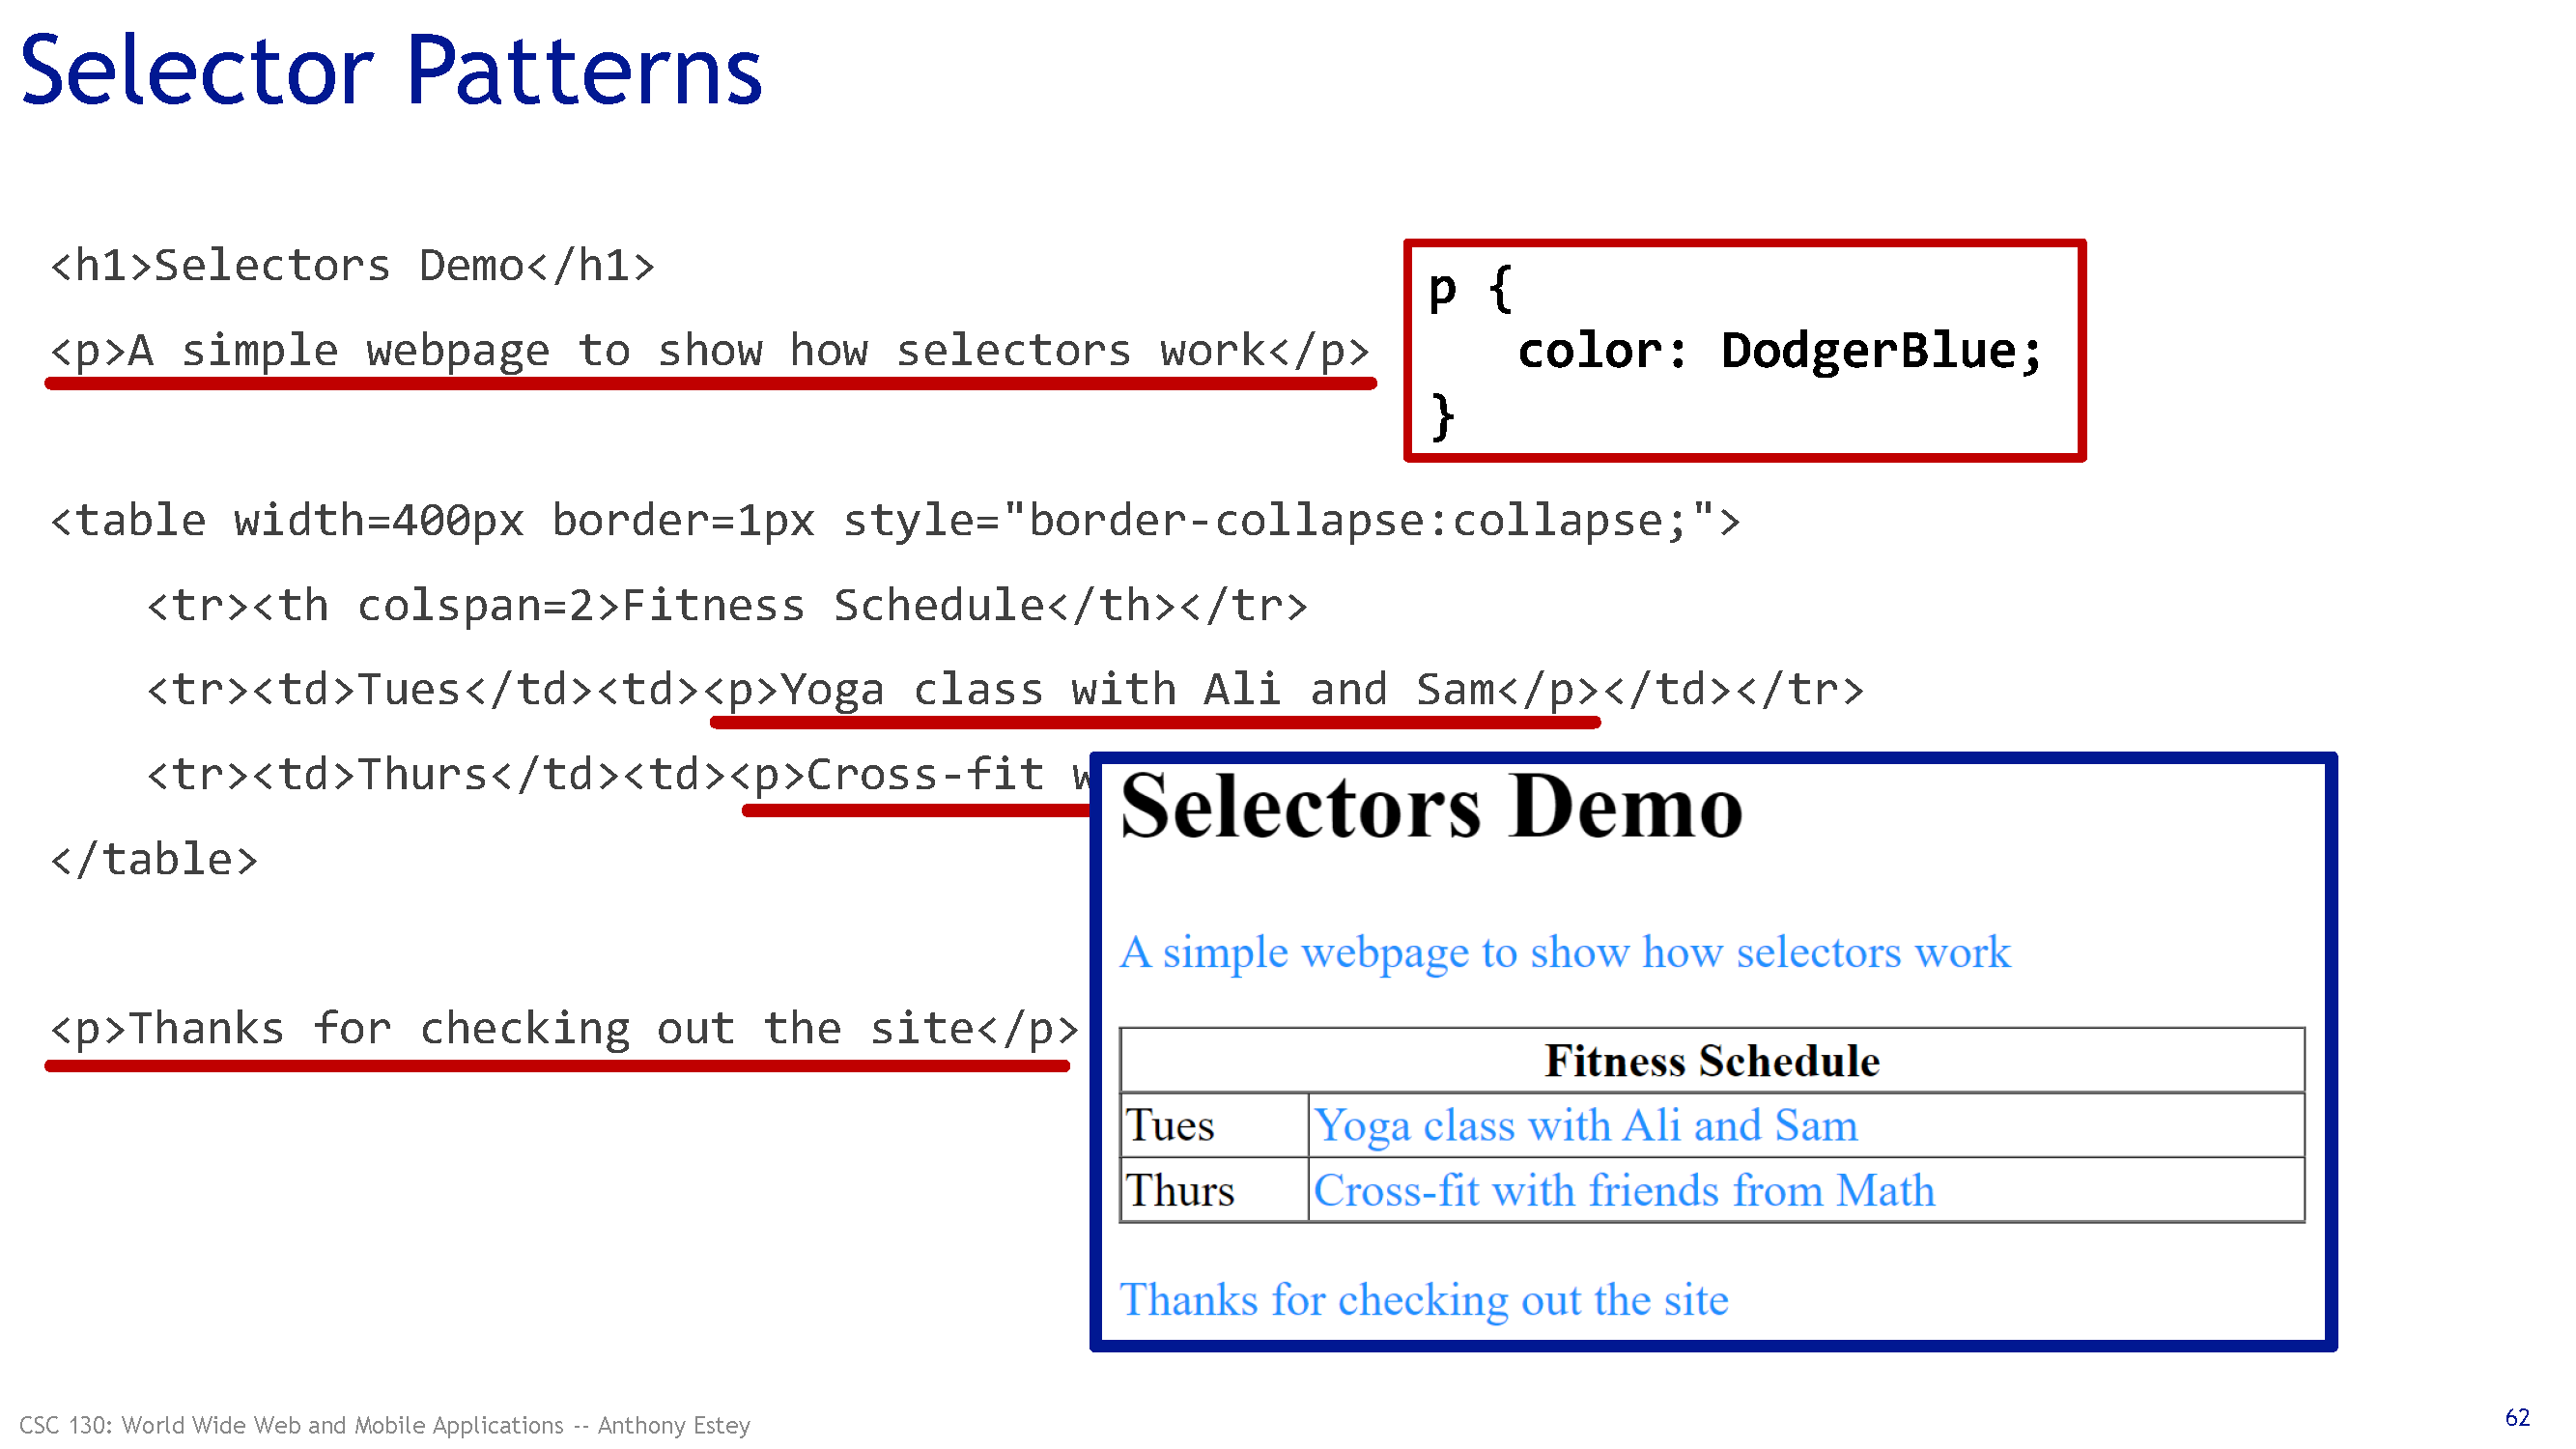 Selector Patterns
<h1>Selectors Demo</h1>
<p>A simple webpage to show how selectors work</p>
p {
color: DodgerBlue;
}
<table width=400px border=1px style="border-collapse:collapse;">
<tr><th colspan=2>Fitness Schedule</th></tr>
<tr><td>Tues</td><td><p>Yoga class with Ali and Sam</p></td></tr>
<tr><td>Thurs</td><td><p>Cross-fit
</table>
<p>Thanks for checking out the site</p>
Selectors Demo
A simple webpage to show how selectors work
Fitness Schedule
Tues Yoga class with Ali and Sam
Thurs Cross-fit with friends from Math
Thanks for checking out the site
CSC 130: World Wide Web and Mobile Applications -- Anthony Estey
62